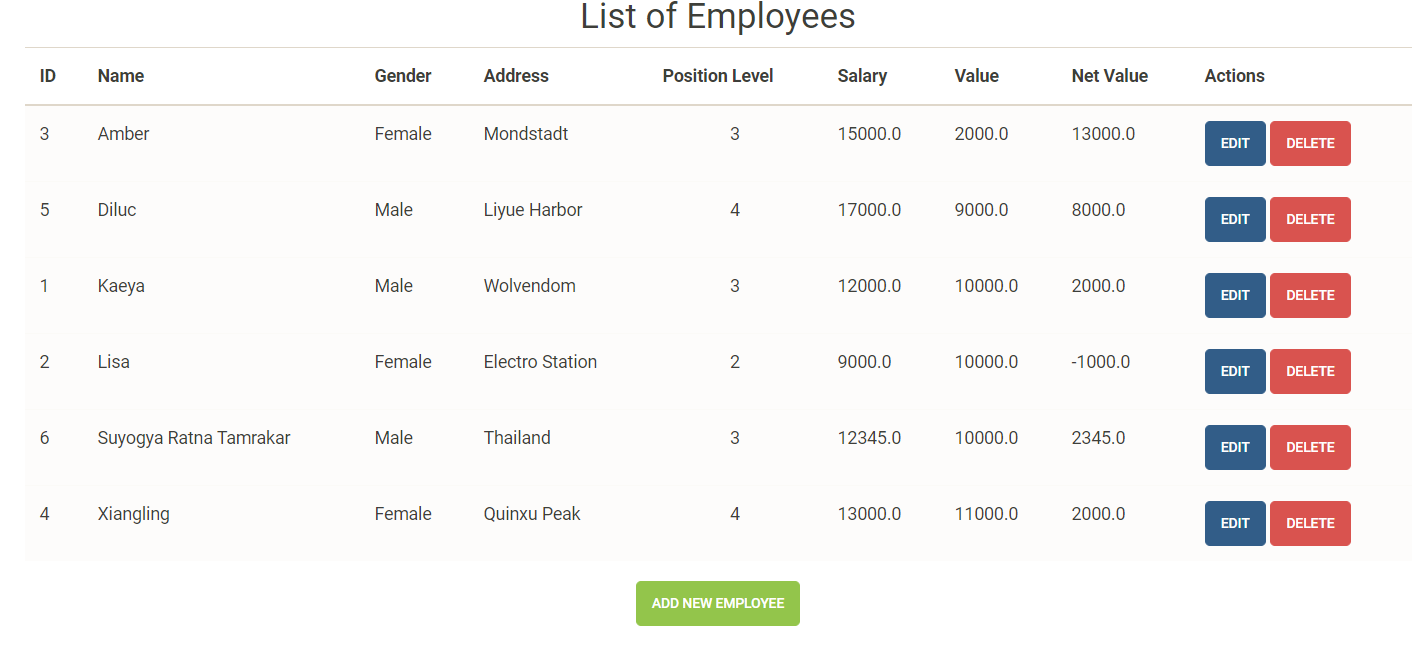 List of Employees
ID Name Gender Address Position Level Salary Value Net Value Actions
3 Amber Female Mondstadt 3 15000.0 2000.0 13000.0 EDIT DELETE
5 Diluc Male Liyue Harbor 4 17000.0 9000.0 8000.0 EDIT DELETE
1 Kaeya Male Wolvendom 3 12000.0 10000.0 2000.0 EDIT DELETE
2 Lisa Female Electro Station 2 9000.0 10000.0 -1000.0 EDIT DELETE
6 Suyogya Ratna Tamrakar Male Thailand 3 12345.0 10000.0 2345.0 EDIT DELETE
4 Xiangling Female Quinxu Peak 4 13000.0 11000.0 2000.0 EDIT DELETE
ADD NEW EMPLOYEE